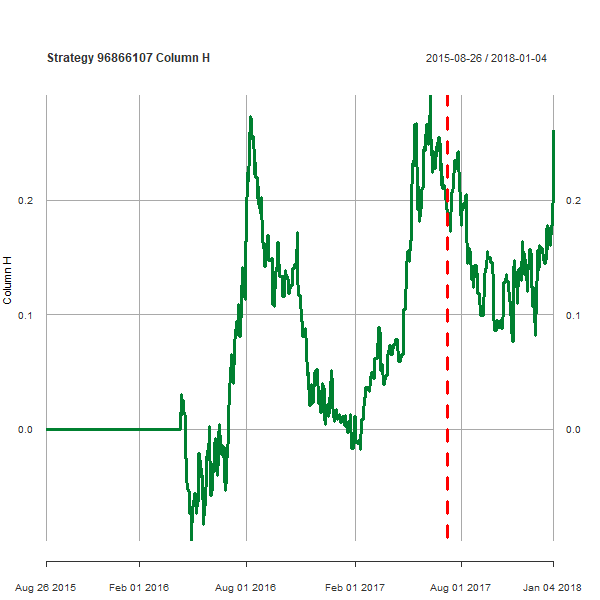 Strategy 96866107 Column H
2015-08-26 / 2018-01-04
Column H
0.2
0.2
0.1
0.1
0.0
0.0
Aug 26 2015
Feb 01 2016
Aug 01 2016
Feb 01 2017
Aug 01 2017
Jan 04 2018